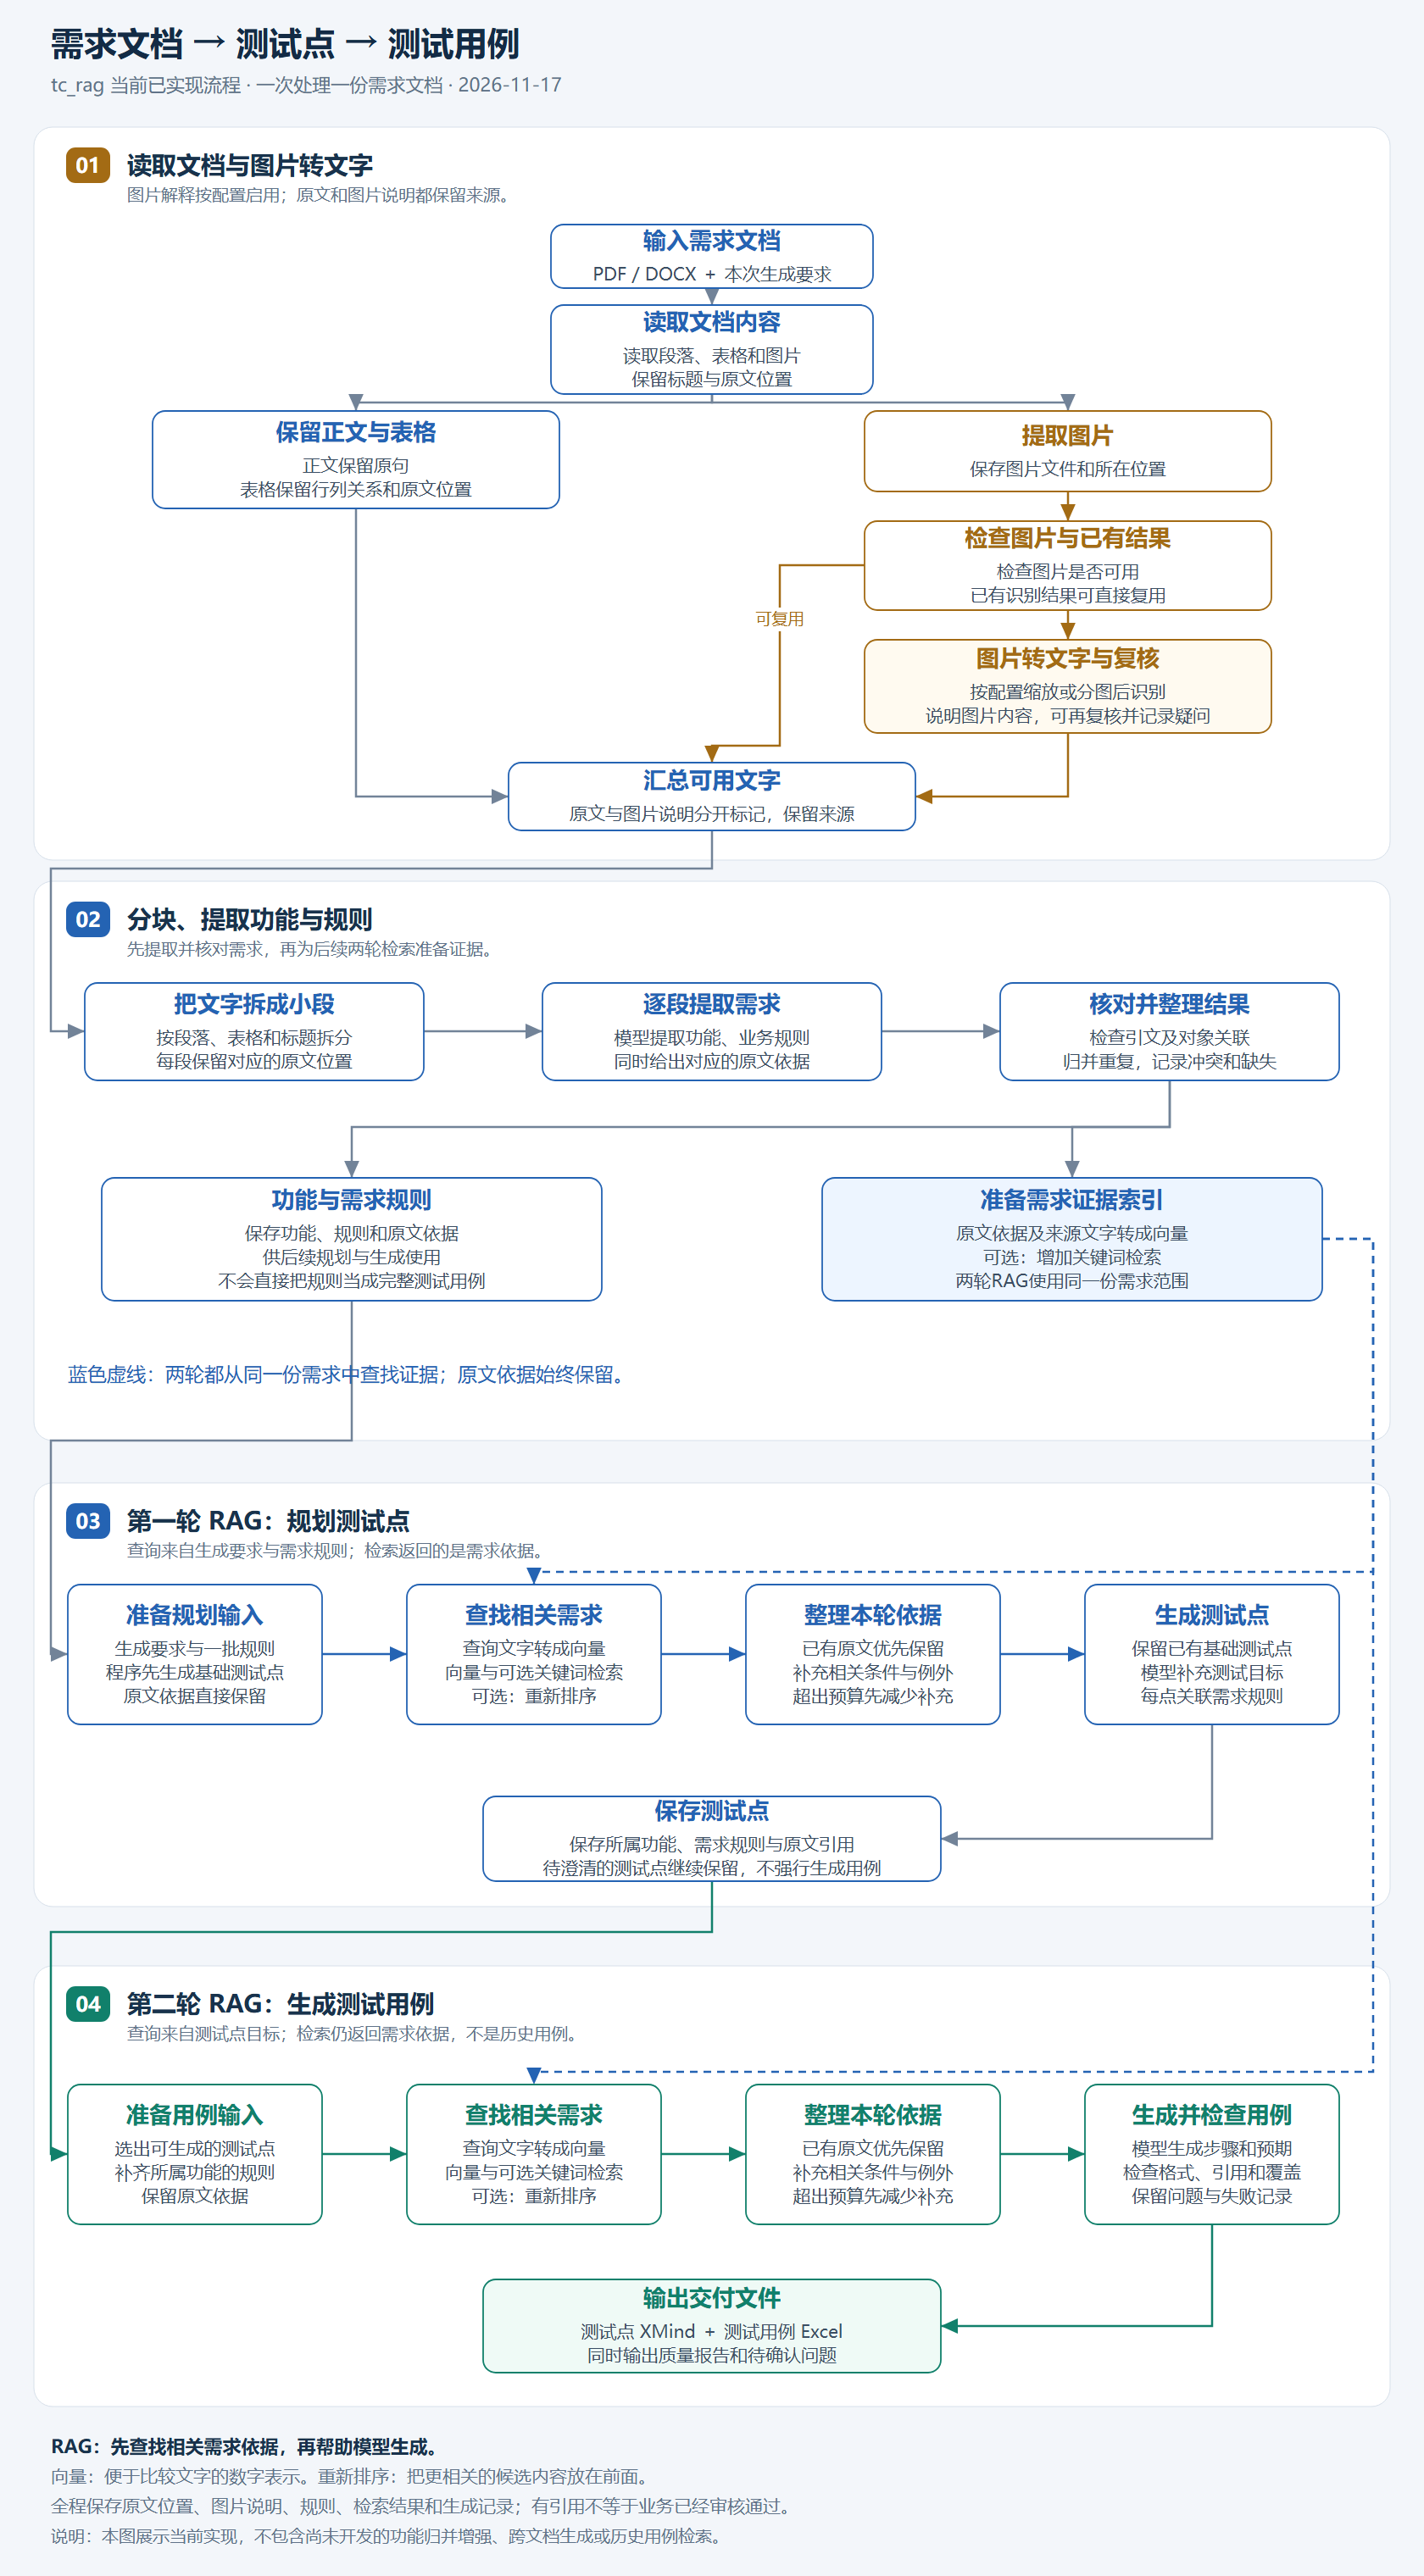 需求文档 → 测试点 → 测试用例
tc_rag 当前已实现流程 · 一次处理一份需求文档 · 2026-11-17
01
读取文档与图片转文字
图片解释按配置启用；原文和图片说明都保留来源。
输入需求文档
PDF / DOCX + 本次生成要求
读取文档内容
读取段落、表格和图片
保留标题与原文位置
保留正文与表格
正文保留原句
表格保留行列关系和原文位置
提取图片
保存图片文件和所在位置
检查图片与已有结果
检查图片是否可用
已有识别结果可直接复用
可复用
图片转文字与复核
按配置缩放或分图后识别
说明图片内容，可再复核并记录疑问
汇总可用文字
原文与图片说明分开标记，保留来源
02
分块、提取功能与规则
先提取并核对需求，再为后续两轮检索准备证据。
把文字拆成小段
按段落、表格和标题拆分
每段保留对应的原文位置
逐段提取需求
模型提取功能、业务规则
同时给出对应的原文依据
核对并整理结果
检查引文及对象关联
归并重复，记录冲突和缺失
功能与需求规则
保存功能、规则和原文依据
供后续规划与生成使用
不会直接把规则当成完整测试用例
准备需求证据索引
原文依据及来源文字转成向量
可选：增加关键词检索
两轮RAG使用同一份需求范围
蓝色虚线：两轮都从同一份需求中查找证据；原文依据始终保留。
03
第一轮 RAG：规划测试点
查询来自生成要求与需求规则；检索返回的是需求依据。
准备规划输入
生成要求与一批规则
程序先生成基础测试点
原文依据直接保留
查找相关需求
查询文字转成向量
向量与可选关键词检索
可选：重新排序
整理本轮依据
已有原文优先保留
补充相关条件与例外
超出预算先减少补充
生成测试点
保留已有基础测试点
模型补充测试目标
每点关联需求规则
保存测试点
保存所属功能、需求规则与原文引用
待澄清的测试点继续保留，不强行生成用例
04
第二轮 RAG：生成测试用例
查询来自测试点目标；检索仍返回需求依据，不是历史用例。
准备用例输入
选出可生成的测试点
补齐所属功能的规则
保留原文依据
查找相关需求
查询文字转成向量
向量与可选关键词检索
可选：重新排序
整理本轮依据
已有原文优先保留
补充相关条件与例外
超出预算先减少补充
生成并检查用例
模型生成步骤和预期
检查格式、引用和覆盖
保留问题与失败记录
输出交付文件
测试点 XMind + 测试用例 Excel
同时输出质量报告和待确认问题
RAG：先查找相关需求依据，再帮助模型生成。
向量：便于比较文字的数字表示。重新排序：把更相关的候选内容放在前面。
全程保存原文位置、图片说明、规则、检索结果和生成记录；有引用不等于业务已经审核通过。
说明：本图展示当前实现，不包含尚未开发的功能归并增强、跨文档生成或历史用例检索。